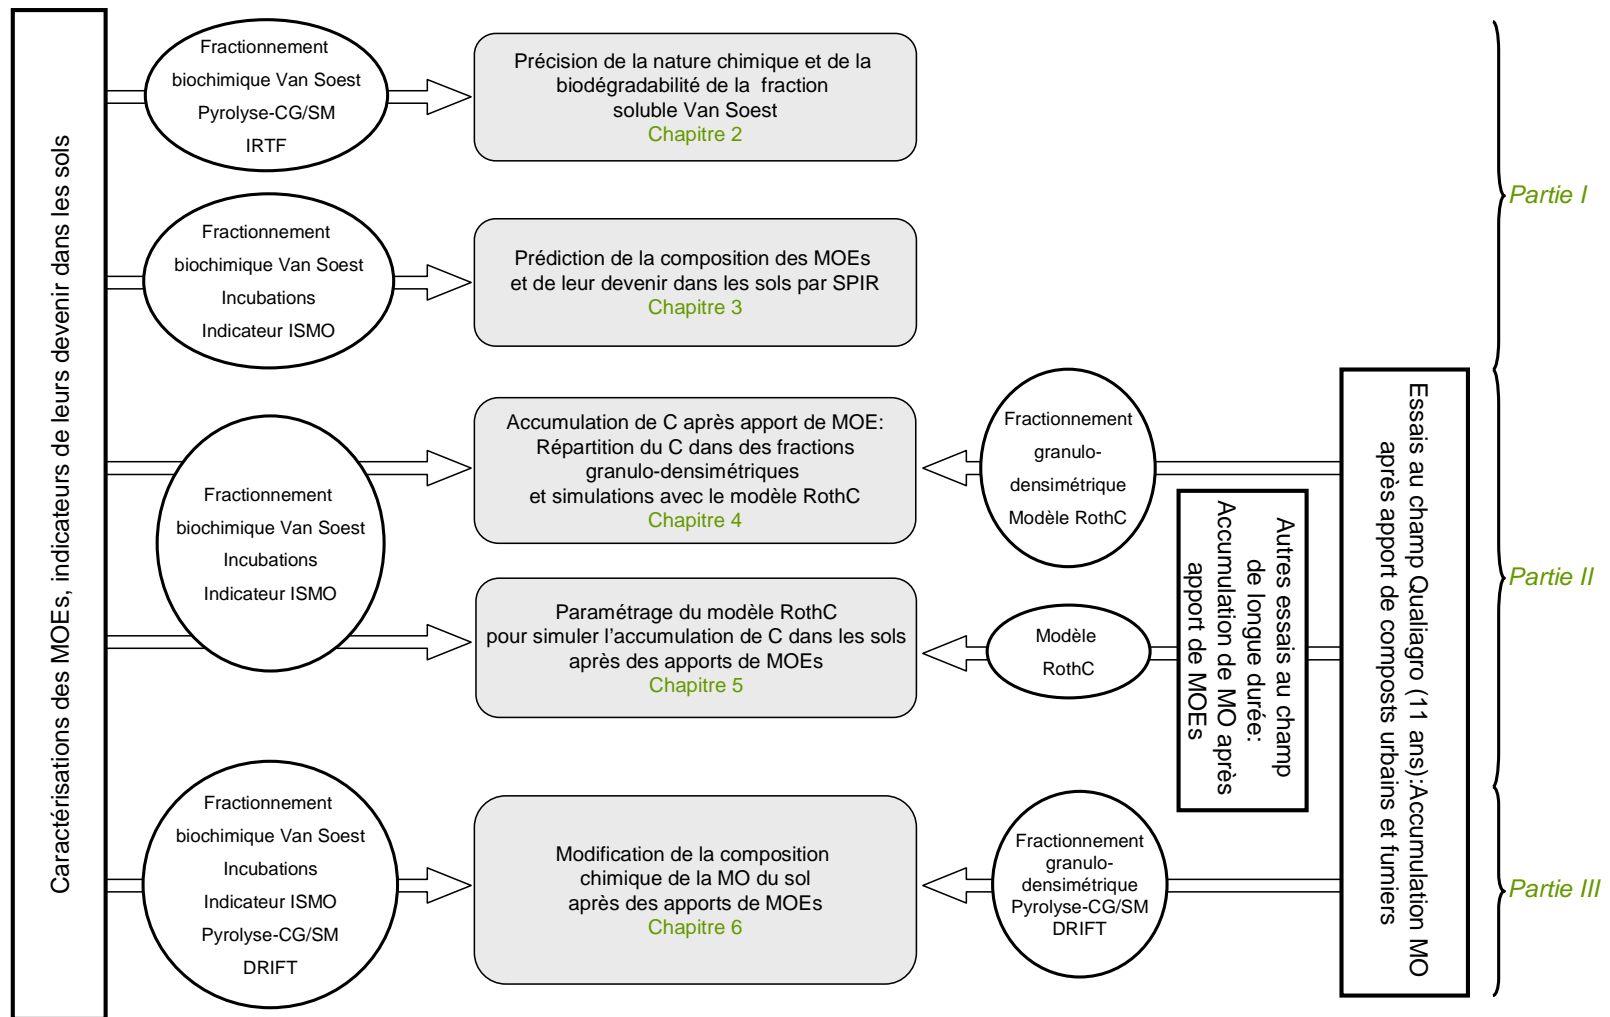 Caractérisations des MOEs, indicateurs de leurs devenir dans les sols
Fractionnement
biochimique Van Soest
Pyrolyse-CG/SM
IRTF
Précision de la nature chimique et de la
biodégradabilité de la fraction
soluble Van Soest
Chapitre 2
Partie I
Fractionnement
biochimique Van Soest
Incubations
Indicateur ISMO
Prédiction de la composition des MOEs
et de leur devenir dans les sols par SPIR
Chapitre 3
Fractionnement
biochimique Van Soest
Incubations
Indicateur ISMO
Accumulation de C après apport de MOE:
Répartition du C dans des fractions
granulo-densimétriques
et simulations avec le modèle RothC
Chapitre 4
Fractionnement
granulo-
densimétrique
Modèle RothC
Paramétrage du modèle RothC
pour simuler l'accumulation de C dans les sols
après des apports de MOEs
Chapitre 5
Modèle
RothC
Autres essais au champ
de longue durée:
Accumulation de MO après
apport de MOEs
Essais au champ Qualiagro (11 ans):Accumulation MO
après apport de composts urbains et fumiers
Partie II
Fractionnement
biochimique Van Soest
Incubations
Indicateur ISMO
Pyrolyse-CG/SM
DRIFT
Modification de la composition
chimique de la MO du sol
après des apports de MOEs
Chapitre 6
Fractionnement
granulo-
densimétrique
Pyrolyse-CG/SM
DRIFT
Partie III